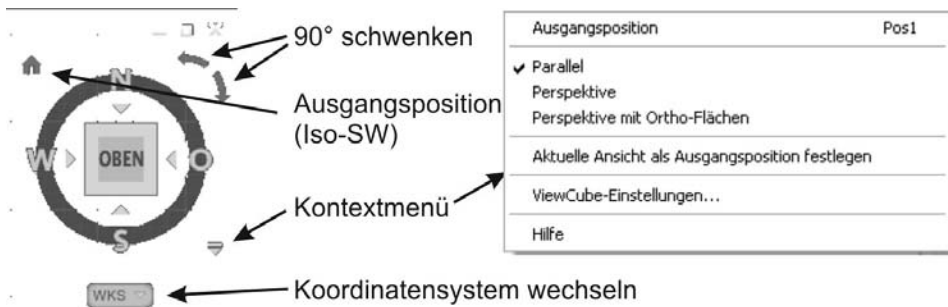 90° schwenken
Ausgangsposition
(Iso-SW)
Kontextmenü
Koordinatensystem wechseln
N
W
OBEN
O
S
WKS
Ausgangsposition Pos1
Parallel
Perspektive
Perspektive mit Ortho-Flächen
Aktuelle Ansicht als Ausgangsposition festlegen
ViewCube-Einstellungen...
Hilfe